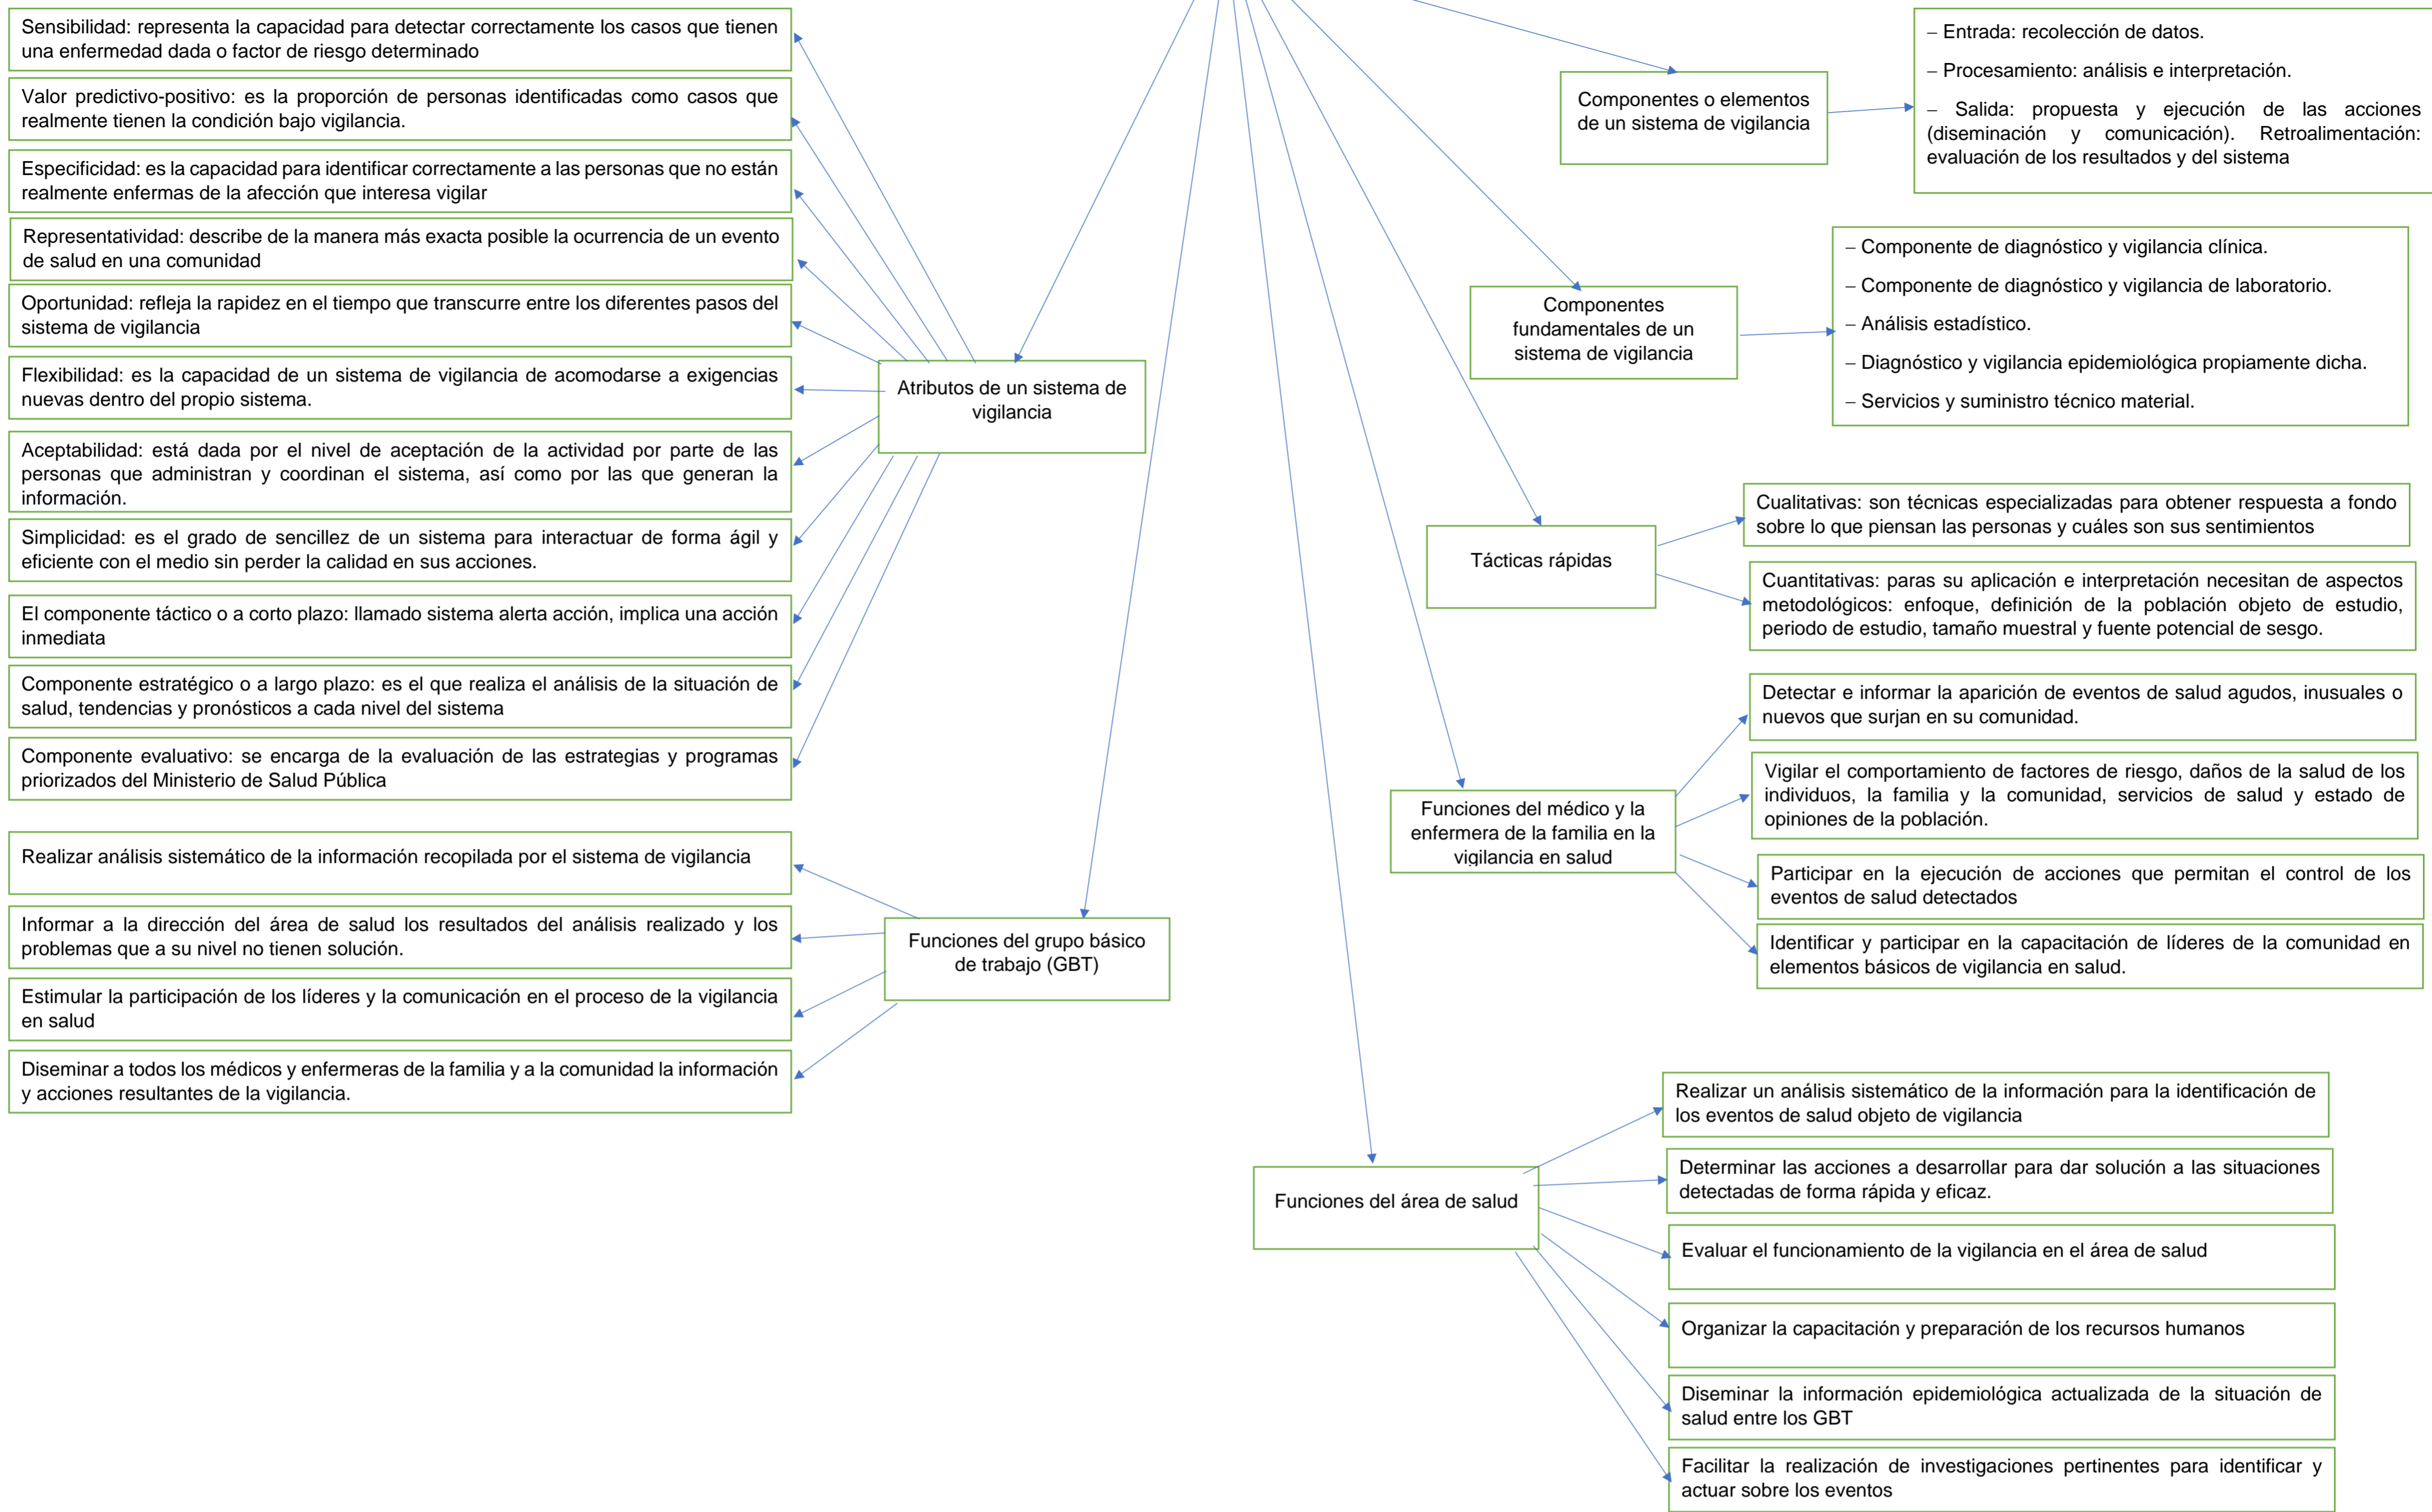 Sensibilidad: representa la capacidad para detectar correctamente los casos que tienen
una enfermedad dada o factor de riesgo determinado
Valor predictivo-positivo: es la proporción de personas identificadas como casos que
realmente tienen la condición bajo vigilancia.
Especificidad: es la capacidad para identificar correctamente a las personas que no están
realmente enfermas de la afección que interesa vigilar
Representatividad: describe de la manera más exacta posible la ocurrencia de un evento
de salud en una comunidad
Oportunidad: refleja la rapidez en el tiempo que transcurre entre los diferentes pasos del
sistema de vigilancia
Flexibilidad: es la capacidad de un sistema de vigilancia de acomodarse a exigencias
nuevas dentro del propio sistema.
Aceptabilidad: está dada por el nivel de aceptación de la actividad por parte de las
personas que administran y coordinan el sistema, así como por las que generan la
información.
Simplicidad: es el grado de sencillez de un sistema para interactuar de forma ágil y
eficiente con el medio sin perder la calidad en sus acciones.
El componente táctico o a corto plazo: llamado sistema alerta acción, implica una acción
inmediata
Componente estratégico o a largo plazo: es el que realiza el análisis de la situación de
salud, tendencias y pronósticos a cada nivel del sistema
Componente evaluativo: se encarga de la evaluación de las estrategias y programas
priorizados del Ministerio de Salud Pública
Atributos de un sistema de
vigilancia
Realizar análisis sistemático de la información recopilada por el sistema de vigilancia
Informar a la dirección del área de salud los resultados del análisis realizado y los
problemas que a su nivel no tienen solución.
Estimular la participación de los líderes y la comunicación en el proceso de la vigilancia
en salud
Diseminar a todos los médicos y enfermeras de la familia y a la comunidad la información
y acciones resultantes de la vigilancia.
Funciones del grupo básico
de trabajo (GBT)
Componentes o elementos
de un sistema de vigilancia
– Entrada: recolección de datos.
– Procesamiento: análisis e interpretación.
– Salida: propuesta y ejecución de las acciones
(diseminación y comunicación). Retroalimentación:
evaluación de los resultados y del sistema
Componentes
fundamentales de un
sistema de vigilancia
– Componente de diagnóstico y vigilancia clínica.
– Componente de diagnóstico y vigilancia de laboratorio.
– Análisis estadístico.
– Diagnóstico y vigilancia epidemiológica propiamente dicha.
– Servicios y suministro técnico material.
Tácticas rápidas
Cualitativas: son técnicas especializadas para obtener respuesta a fondo
sobre lo que piensan las personas y cuáles son sus sentimientos
Cuantitativas: paras su aplicación e interpretación necesitan de aspectos
metodológicos: enfoque, definición de la población objeto de estudio,
periodo de estudio, tamaño muestral y fuente potencial de sesgo.
Funciones del médico y la
enfermera de la familia en la
vigilancia en salud
Detectar e informar la aparición de eventos de salud agudos, inusuales o
nuevos que surjan en su comunidad.
Vigilar el comportamiento de factores de riesgo, daños de la salud de los
individuos, la familia y la comunidad, servicios de salud y estado de
opiniones de la población.
Participar en la ejecución de acciones que permitan el control de los
eventos de salud detectados
Identificar y participar en la capacitación de líderes de la comunidad en
elementos básicos de vigilancia en salud.
Funciones del área de salud
Realizar un análisis sistemático de la información para la identificación de
los eventos de salud objeto de vigilancia
Determinar las acciones a desarrollar para dar solución a las situaciones
detectadas de forma rápida y eficaz.
Evaluar el funcionamiento de la vigilancia en el área de salud
Organizar la capacitación y preparación de los recursos humanos
Diseminar la información epidemiológica actualizada de la situación de
salud entre los GBT
Facilitar la realización de investigaciones pertinentes para identificar y
actuar sobre los eventos